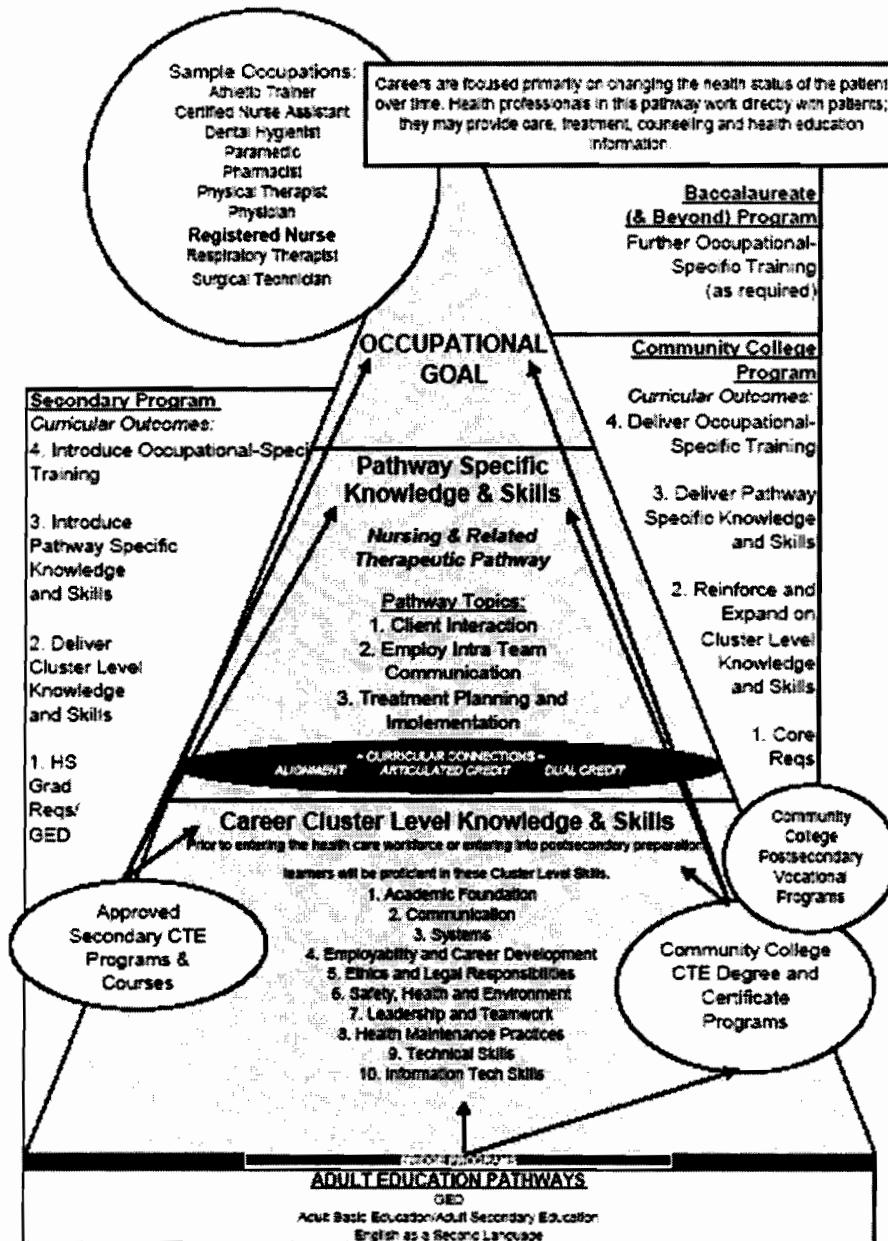 Sample Occupations:
Athletic Trainer
Certified Nurse Assistant
Dental Hygienist
Paramedic
Pharmacist
Physical Therapist
Physician
Registered Nurse
Respiratory Therapist
Surgical Technician
Careers are focused primarily on changing the health status of the patient
over time. Health professionals in this pathway work directly with patients;
they may provide care, treatment, counseling and health education
information.
Baccalaureate
(& Beyond) Program
Further Occupational-
Specific Training
(as required)
OCCUPATIONAL
GOAL
Community College
Program
Curricular Outcomes:
4. Deliver Occupational-
Specific Training
3. Deliver Pathway
Specific Knowledge
and Skills
2. Reinforce and
Expand on
Cluster Level
Knowledge
and Skills
1. Core
Reqs
Secondary Program
Curricular Outcomes:
4. Introduce Occupational-Speci
Training
3. Introduce
Pathway Specific
Knowledge
and Skills
2. Deliver
Cluster Level
Knowledge
and Skills
1. HS
Grad
Reqs/
GED
Pathway Specific
Knowledge & Skills
Nursing & Related
Therapeutic Pathway
Pathway Topics:
1. Client Interaction
2. Employ Intra Team
Communication
3. Treatment Planning and
Implementation
~ CURRICULAR CONNECTIONS ~
ALIGNMENT ARTICULATED CREDIT DUAL CREDIT
Career Cluster Level Knowledge & Skills
Prior to entering the health care workforce or entering into postsecondary preparation
learners will be proficient in these Cluster Level Skills.
1. Academic Foundation
2. Communication
3. Systems
4. Employability and Career Development
5. Ethics and Legal Responsibilities
6. Safety, Health and Environment
7. Leadership and Teamwork
8. Health Maintenance Practices
9. Technical Skills
10. Information Tech Skills
Approved
Secondary CTE
Programs &
Courses
Community
College
Postsecondary
Vocational
Programs
Community College
CTE Degree and
Certificate
Programs
BRIDGE PROGRAMS
ADULT EDUCATION PATHWAYS
GED
Adult Basic Education/Adult Secondary Education
English as a Second Language